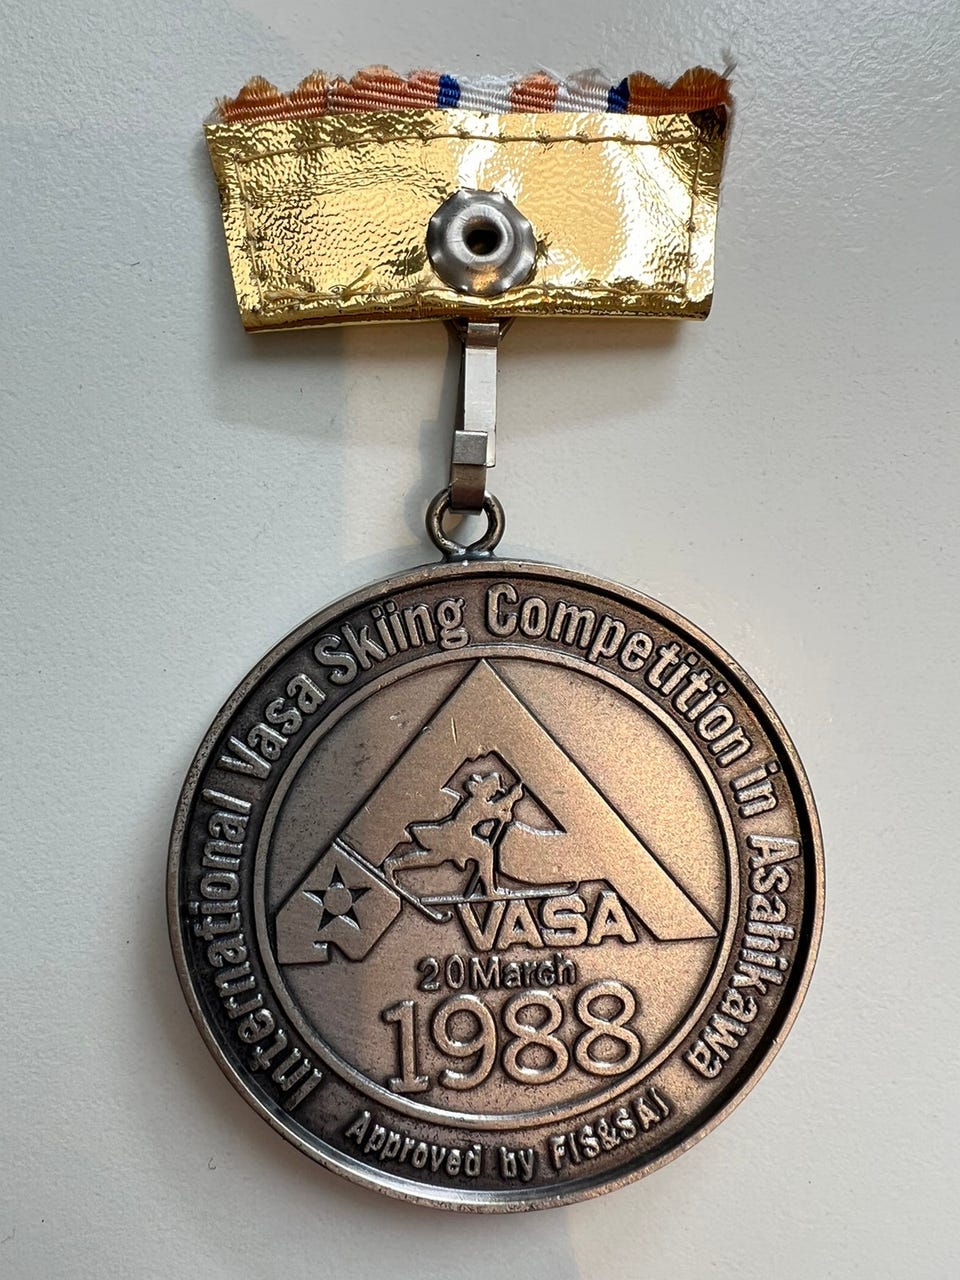 International Vasa Skiing Competition in Asahikawa
VASA
20 March
1988
Approved by FIS&SAJ